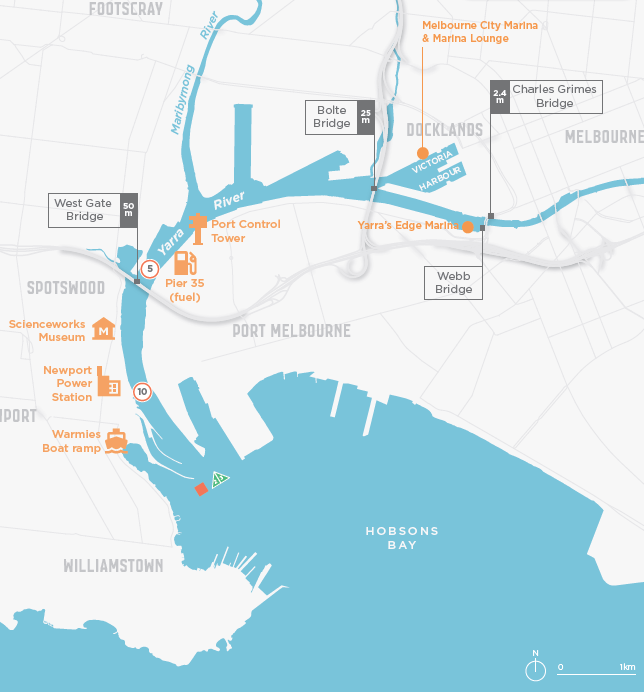 FOOTSCRAY
River
Maribyrnong
Melbourne City Marina
& Marina Lounge
Bolte
Bridge
25
m
2.4
m
Charles Grimes
Bridge
DOCKLANDS
MELBOURNE
VICTORIA
HARBOUR
West Gate
Bridge
50
m
Yarra
River
Port Control
Tower
Yarra's Edge Marina
5
Pier 35
(fuel)
Webb
Bridge
SPOTSWOOD
Scienceworks
Museum
M
PORT MELBOURNE
Newport
Power
Station
10
PORT
Warmies
Boat ramp
HOBSONS
BAY
WILLIAMSTOWN
N
0
1km